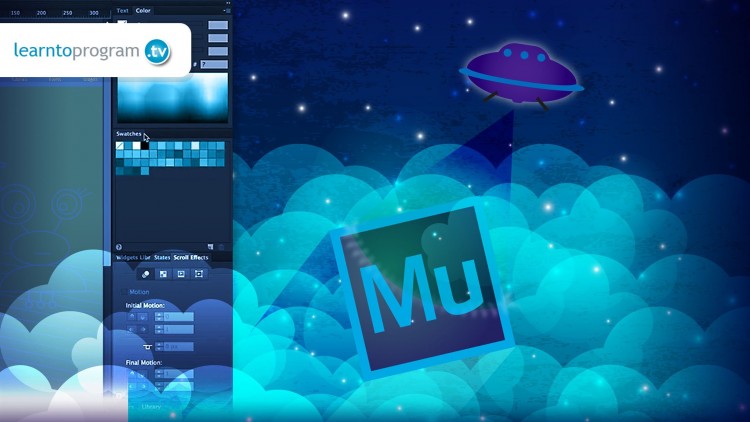 150 200 250 300
Text Color
learntoprogram.tv
# ?
Swatches
Widgets List States Scroll Effects
Motion
Initial Motion:
Final Motion:
Library
Mu